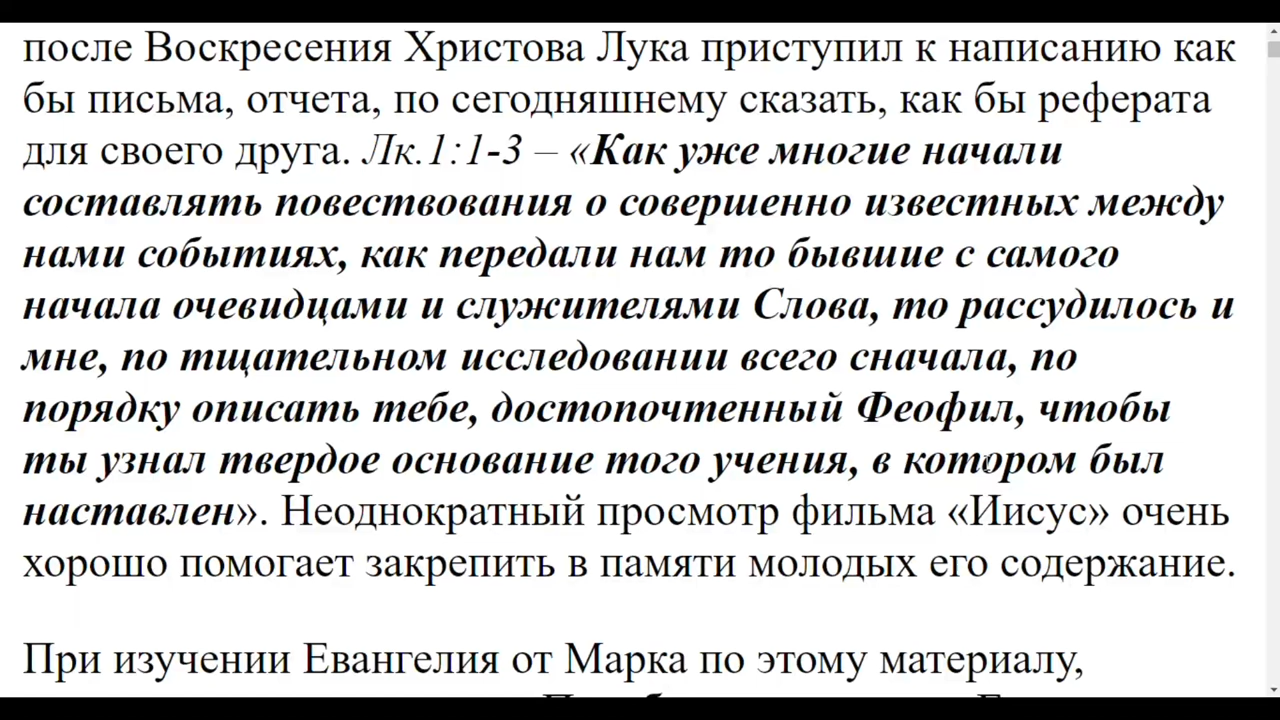 после Воскресения Христова Лука приступил к написанию как
бы письма, отчета, по сегодняшнему сказать, как бы реферата
для своего друга. Лк.1:1-3 – «Как уже многие начали
составлять повествования о совершенно известных между
нами событиях, как передали нам то бывшие с самого
начала очевидцами и служителями Слова, то рассудилось и
мне, по тщательном исследовании всего сначала, по
порядку описать тебе, достопочтенный Феофил, чтобы
ты узнал твердое основание того учения, в котором был
наставлен». Неоднократный просмотр фильма «Иисус» очень
хорошо помогает закрепить в памяти молодых его содержание.
При изучении Евангелия от Марка по этому материалу,